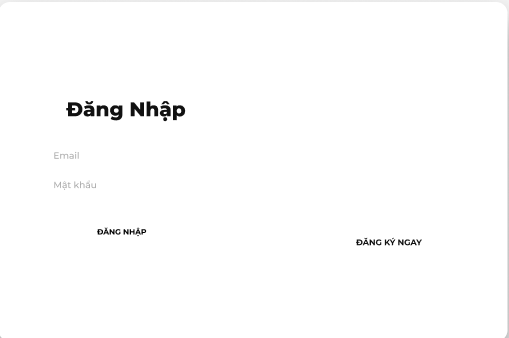 Đăng Nhập
Email
Mật khẩu
ĐĂNG NHẬP
ĐĂNG KÝ NGAY